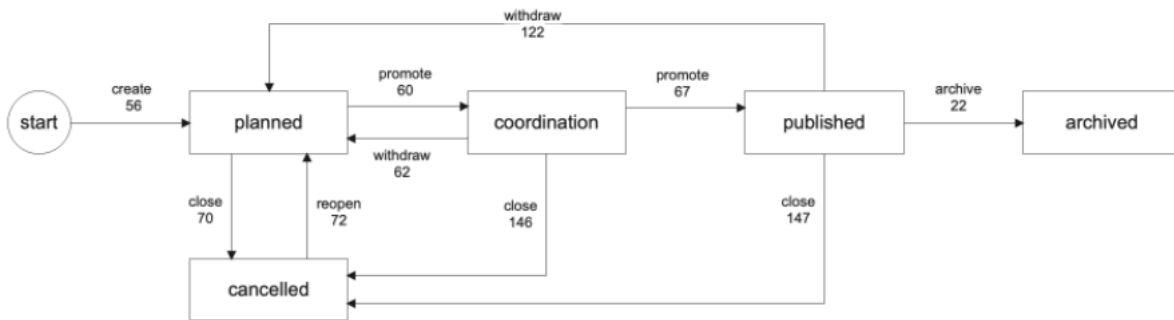 withdraw
122
create
56
promote
60
promote
67
archive
22
start
planned
coordination
published
archived
withdraw
62
close
70
reopen
72
close
146
close
147
cancelled